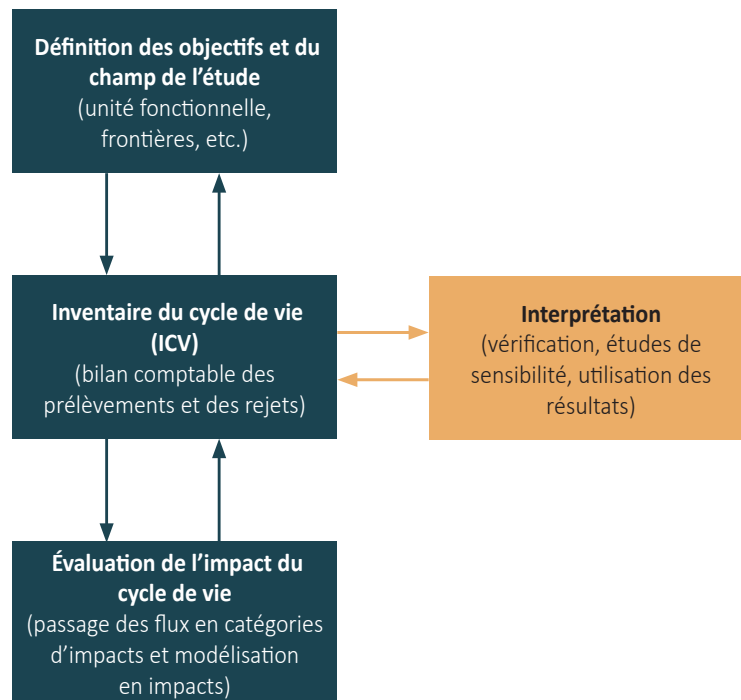 Définition des objectifs et du
champ de l’étude
(unité fonctionnelle,
frontières, etc.)
Inventaire du cycle de vie
(ICV)
(bilan comptable des
prélèvements et des rejets)
Interprétation
(vérification, études de
sensibilité, utilisation des
résultats)
Évaluation de l’impact du
cycle de vie
(passage des flux en catégories
d’impacts et modélisation
en impacts)